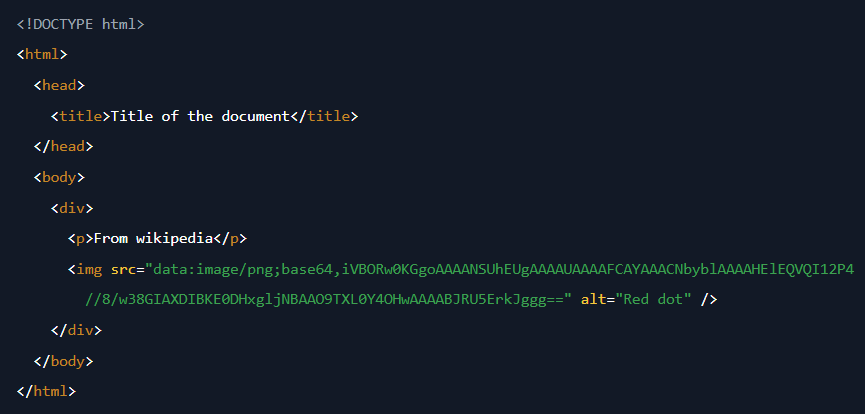 <!DOCTYPE html>
<html>
<head>
<title>Title of the document</title>
</head>
<body>
<div>
<p>From wikipedia</p>
<img src="data:image/png;base64,iVBORw0KGgoAAAANSUhEUgAAAAUAAAAFCAYAAACNbyblAAAAHElEQVQI12P4
//8/w38GIAXDIBKE0DHxgljNBAAO9TXL0Y4OHwAAAABJRU5ErkJggg==" alt="Red dot" />
</div>
</body>
</html>